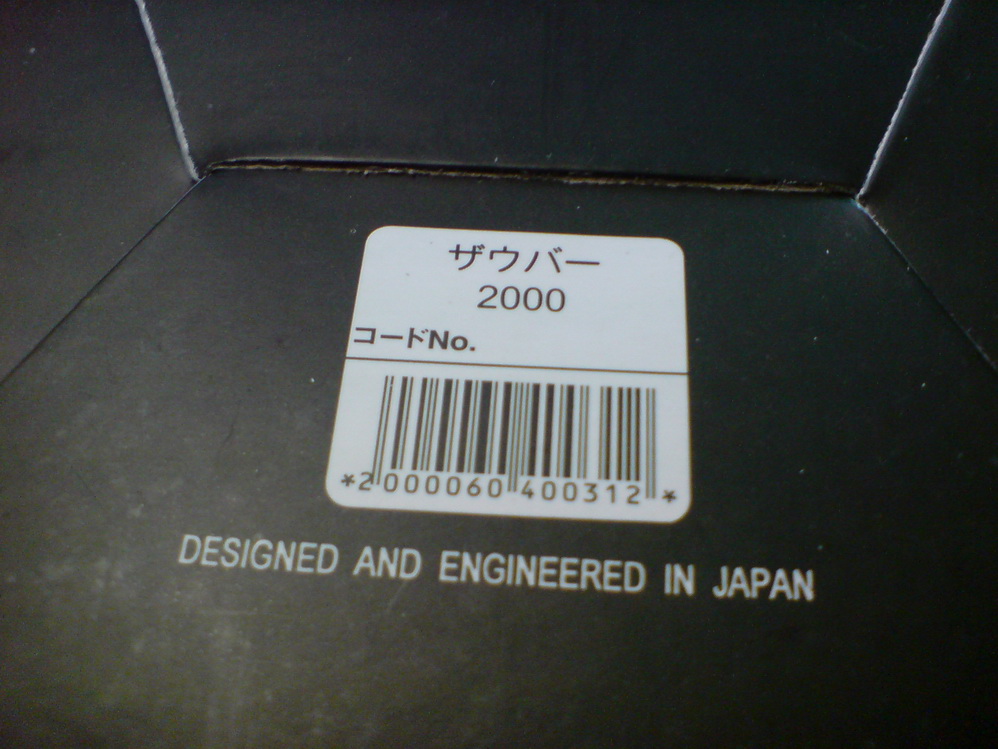 ザウバー
2000
コードNo.
*2000060400312*
DESIGNED AND ENGINEERED IN JAPAN